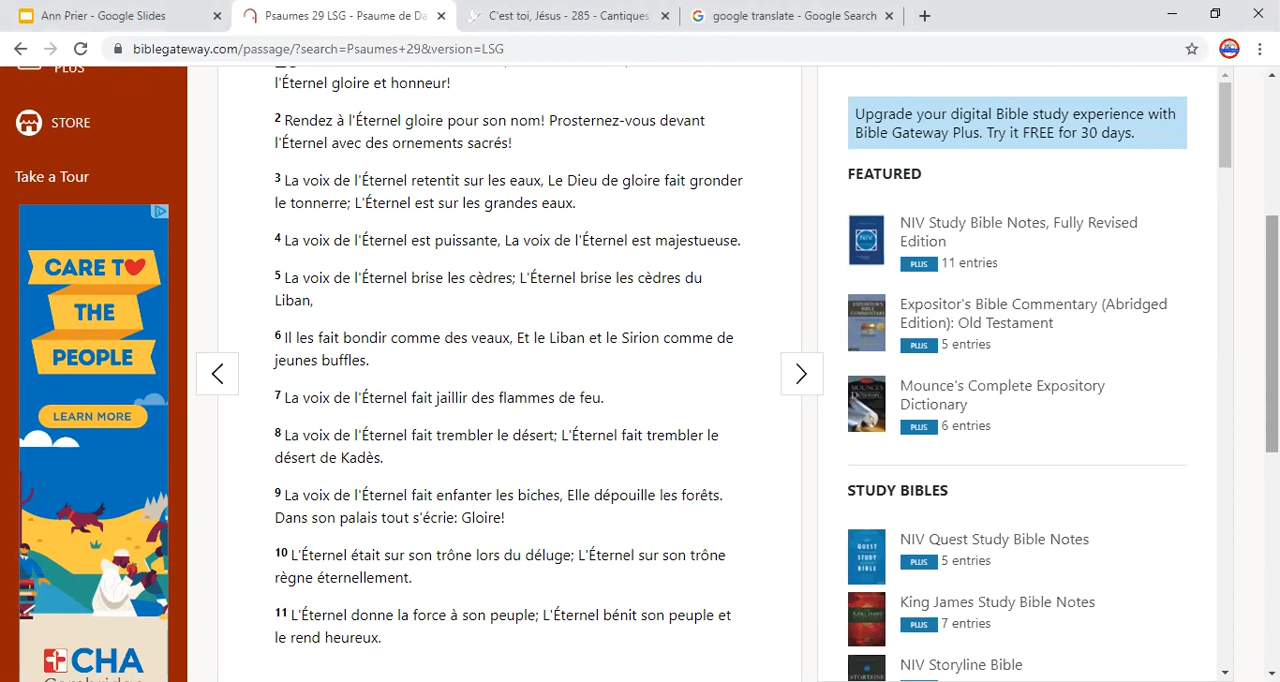 Ann Prier - Google Slides
Psaumes 29 LSG - Psaume de Da
C'est toi, Jésus - 285 - Cantiques
google translate - Google Search
biblegateway.com/passage/?search=Psaumes+29&version=LSG
PLUS
STORE
Take a Tour
CARE TO
THE
PEOPLE
LEARN MORE
CHA
Cambridge
l'Éternel gloire et honneur!
2 Rendez à l'Éternel gloire pour son nom! Prosternez-vous devant
l'Éternel avec des ornements sacrés!
3 La voix de l'Éternel retentit sur les eaux, Le Dieu de gloire fait gronder
le tonnerre; L'Éternel est sur les grandes eaux.
4 La voix de l'Éternel est puissante, La voix de l'Éternel est majestueuse.
5 La voix de l'Éternel brise les cèdres; L'Éternel brise les cèdres du
Liban,
6 Il les fait bondir comme des veaux, Et le Liban et le Sirion comme de
jeunes buffles.
7 La voix de l'Éternel fait jaillir des flammes de feu.
8 La voix de l'Éternel fait trembler le désert; L'Éternel fait trembler le
désert de Kadès.
9 La voix de l'Éternel fait enfanter les biches, Elle dépouille les forêts.
Dans son palais tout s'écrie: Gloire!
10 L'Éternel était sur son trône lors du déluge; L'Éternel sur son trône
règne éternellement.
11 L'Éternel donne la force à son peuple; L'Éternel bénit son peuple et
le rend heureux.
Upgrade your digital Bible study experience with
Bible Gateway Plus. Try it FREE for 30 days.
FEATURED
NIV Study Bible Notes, Fully Revised
Edition
PLUS 11 entries
Expositor's Bible Commentary (Abridged
Edition): Old Testament
PLUS 5 entries
Mounce's Complete Expository
Dictionary
PLUS 6 entries
STUDY BIBLES
NIV Quest Study Bible Notes
PLUS 5 entries
King James Study Bible Notes
PLUS 7 entries
NIV Storyline Bible